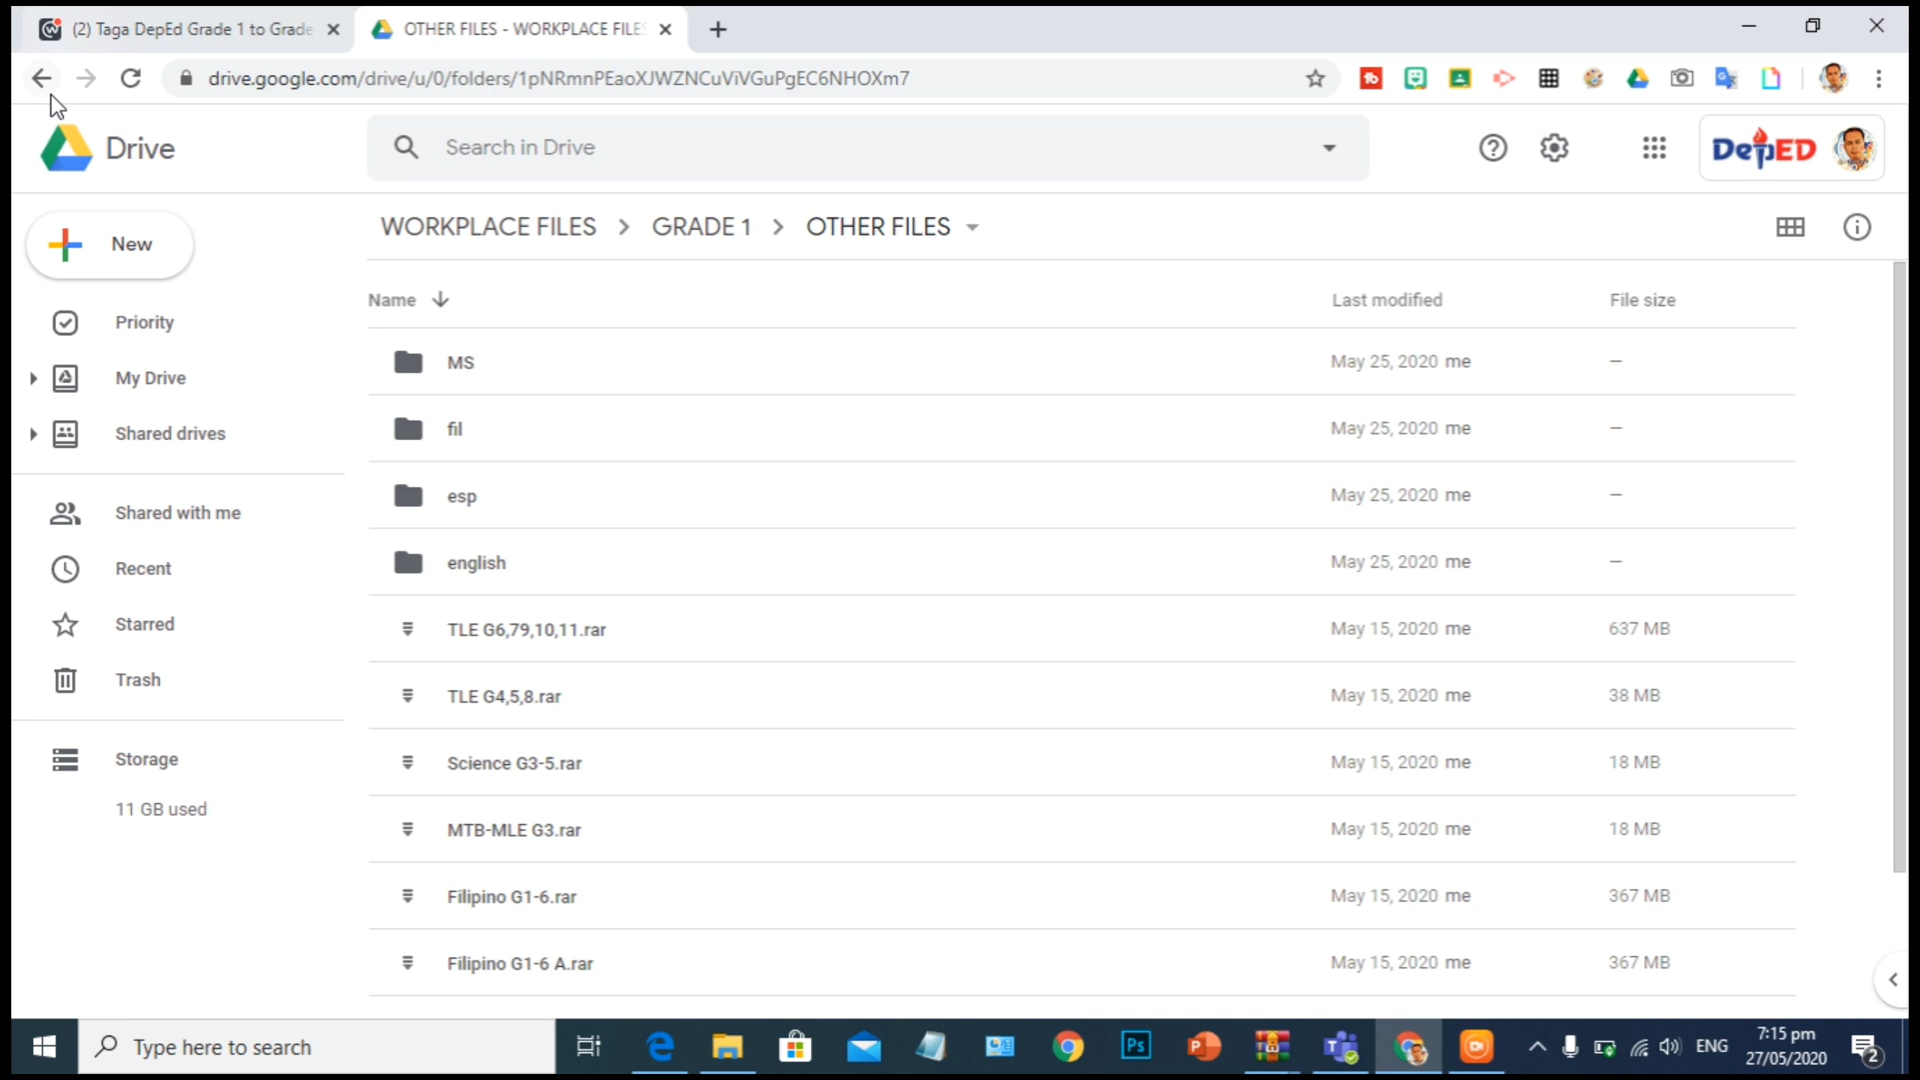 (2) Taga DepEd Grade 1 to Grade
OTHER FILES - WORKPLACE FILES
drive.google.com/drive/u/0/folders/1pNRmnPEaoXJWZNCuViVGuPgEC6NHOXm7
Drive
Search in Drive
DepED
New
WORKPLACE FILES > GRADE 1 > OTHER FILES
Name
Last modified
File size
Priority
My Drive
Shared drives
Shared with me
Recent
Starred
Trash
Storage
11 GB used
MS May 25, 2020 me –
fil May 25, 2020 me –
esp May 25, 2020 me –
english May 25, 2020 me –
TLE G6,79,10,11.rar May 15, 2020 me 637 MB
TLE G4,5,8.rar May 15, 2020 me 38 MB
Science G3-5.rar May 15, 2020 me 18 MB
MTB-MLE G3.rar May 15, 2020 me 18 MB
Filipino G1-6.rar May 15, 2020 me 367 MB
Filipino G1-6 A.rar May 15, 2020 me 367 MB
Type here to search
Ps
ENG
7:15 pm
27/05/2020
2